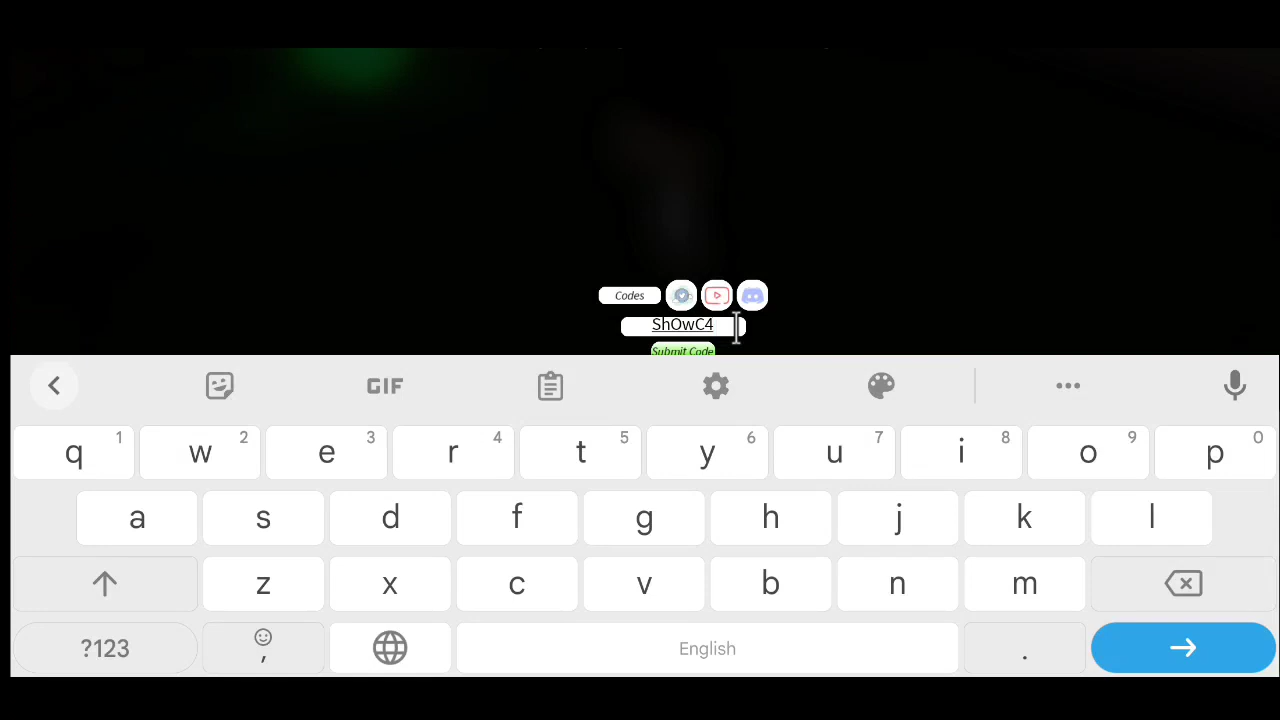 Codes
ShOwC4
Submit Code
GIF
q 1 w 2 e 3 r 4 t 5 y 6 u 7 i 8 o 9 p 0
a s d f g h j k l
z x c v b n m
?123 , English .